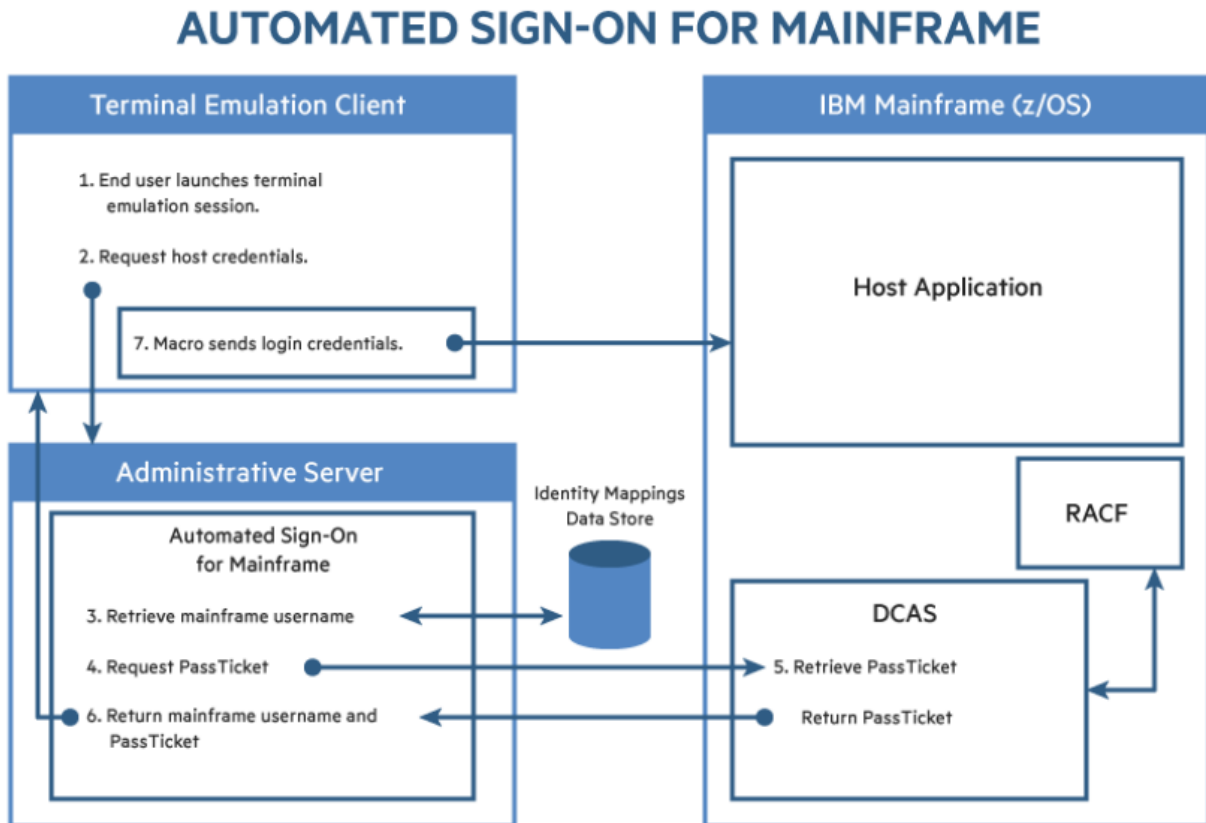 AUTOMATED SIGN-ON FOR MAINFRAME
Terminal Emulation Client
1. End user launches terminal
emulation session.
2. Request host credentials.
7. Macro sends login credentials.
Administrative Server
Automated Sign-On
for Mainframe
3. Retrieve mainframe username
4. Request PassTicket
6. Return mainframe username and
PassTicket
Identity Mappings
Data Store
IBM Mainframe (z/OS)
Host Application
RACF
DCAS
5. Retrieve PassTicket
Return PassTicket